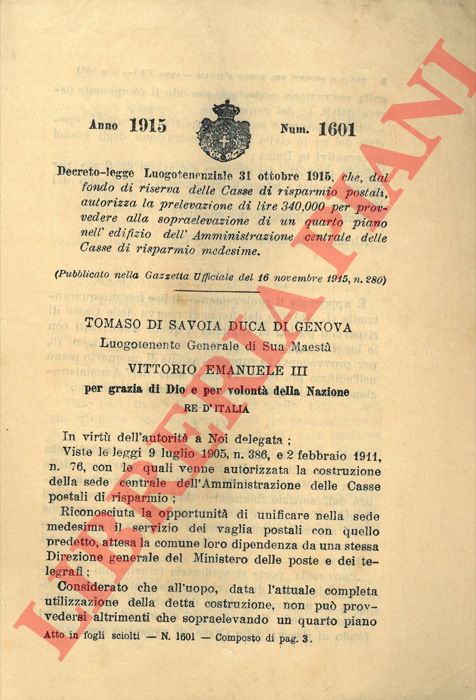 Anno 1915
Num. 1601
Decreto-legge Luogotenenziale 31 ottobre 1915, che, dal
fondo di riserva delle Casse di risparmio postali,
autorizza la prelevazione di lire 340,000 per prov-
vedere alla sopraelevazione di un quarto piano
nell' edifizio dell' Amministrazione centrale delle
Casse di risparmio medesime.
(Pubblicato nella Gazzetta Ufficiale del 16 novembre 1915, n. 280)
TOMASO DI SAVOIA DUCA DI GENOVA
Luogotenente Generale di Sua Maestà
VITTORIO EMANUELE III
per grazia di Dio e per volontà della Nazione
RE D'ITALIA
In virtù dell'autorità a Noi delegata ;
Viste le leggi 9 luglio 1905, n. 386, e 2 febbraio 1911,
n. 76, con le quali venne autorizzata la costruzione
della sede centrale dell'Amministrazione delle Casse
postali di risparmio ;
Riconosciuta la opportunità di unificare nella sede
medesima il servizio dei vaglia postali con quello
predetto, attesa la comune loro dipendenza da una stessa
Direzione generale del Ministero delle poste e dei te-
legrafi ;
Considerato che all'uopo, data l'attuale completa
utilizzazione della detta costruzione, non può prov-
vedersi altrimenti che sopraelevando un quarto piano
Atto in fogli sciolti — N. 1601 — Composto di pag. 3.
LIBRERIA PIANI